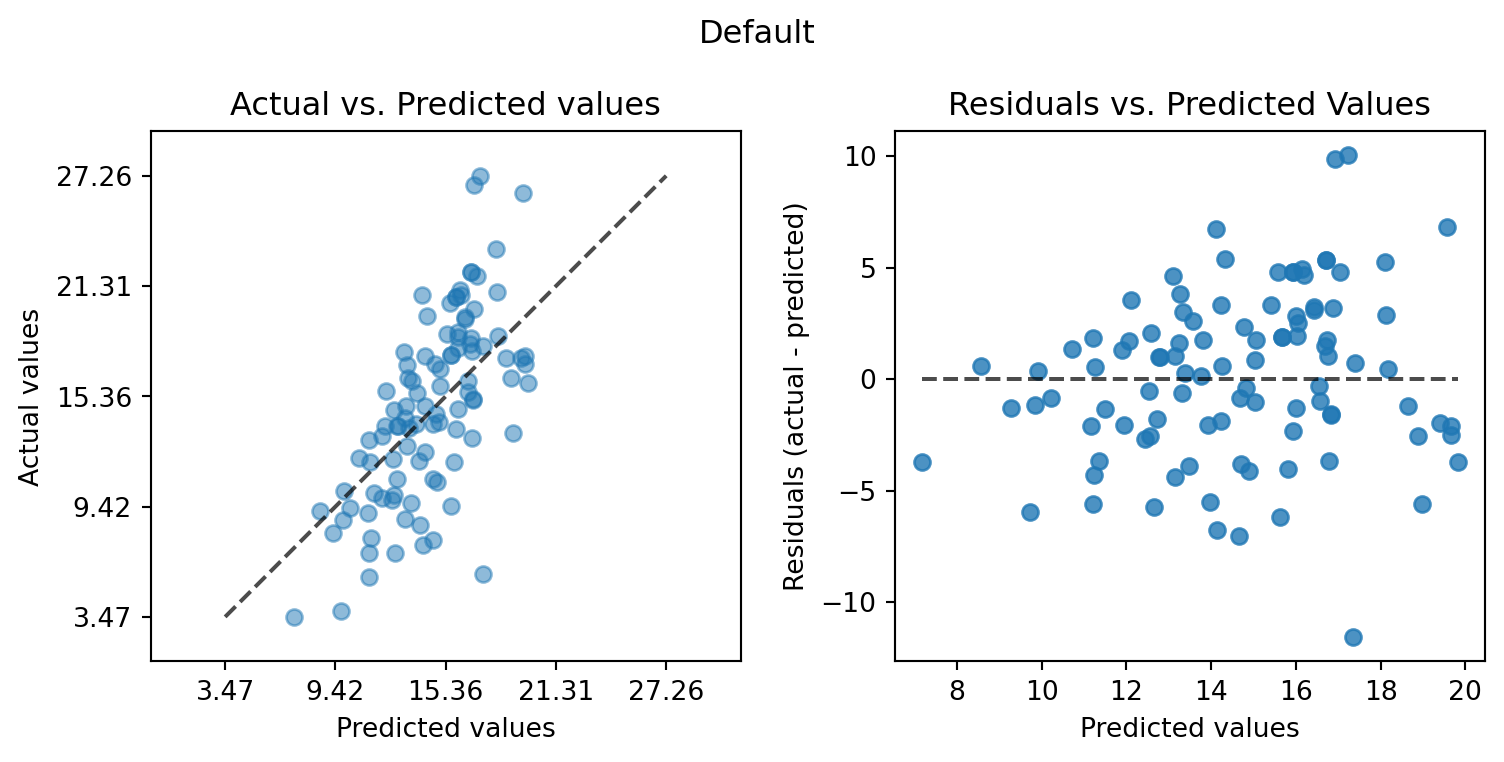 Default
Actual vs. Predicted values
Actual values
27.26
21.31
15.36
9.42
3.47
3.47 9.42 15.36 21.31 27.26
Predicted values
Residuals vs. Predicted Values
Residuals (actual - predicted)
10
5
0
−5
−10
8 10 12 14 16 18 20
Predicted values